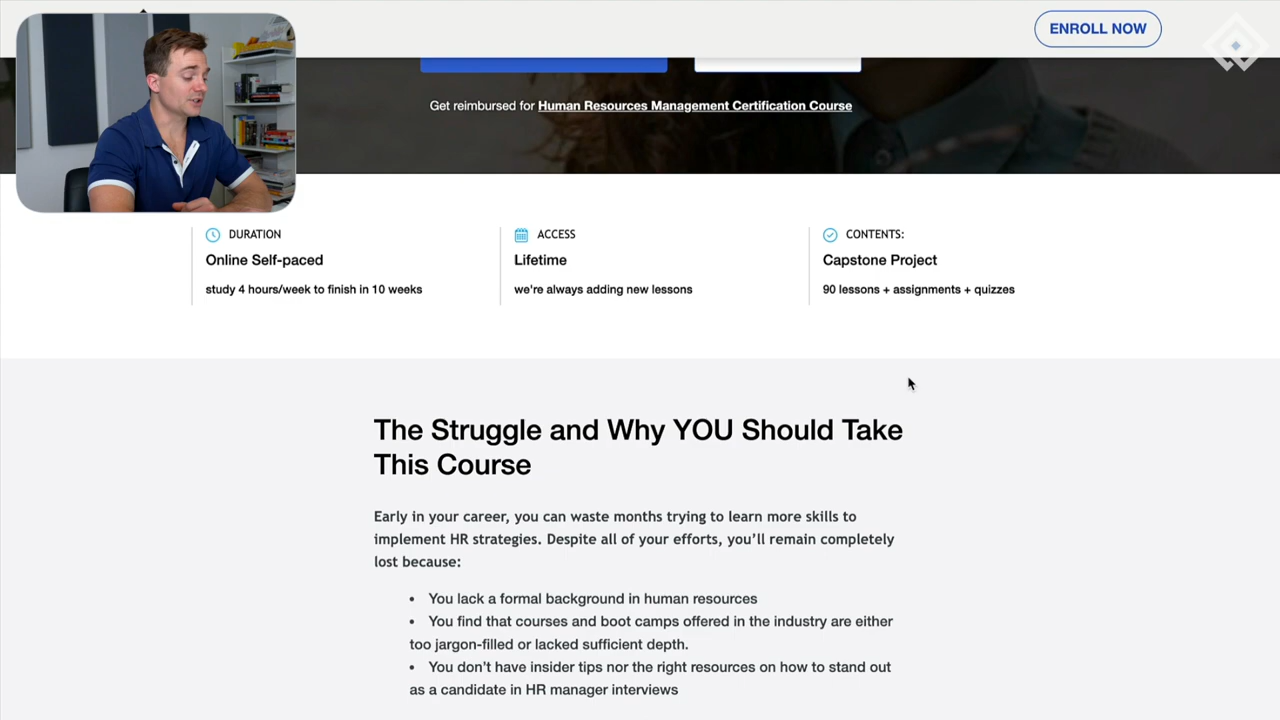 ENROLL NOW
Get reimbursed for Human Resources Management Certification Course
DURATION
Online Self-paced
study 4 hours/week to finish in 10 weeks
ACCESS
Lifetime
we're always adding new lessons
CONTENTS:
Capstone Project
90 lessons + assignments + quizzes
The Struggle and Why YOU Should Take
This Course
Early in your career, you can waste months trying to learn more skills to
implement HR strategies. Despite all of your efforts, you’ll remain completely
lost because:
• You lack a formal background in human resources
• You find that courses and boot camps offered in the industry are either
too jargon-filled or lacked sufficient depth.
• You don't have insider tips nor the right resources on how to stand out
as a candidate in HR manager interviews